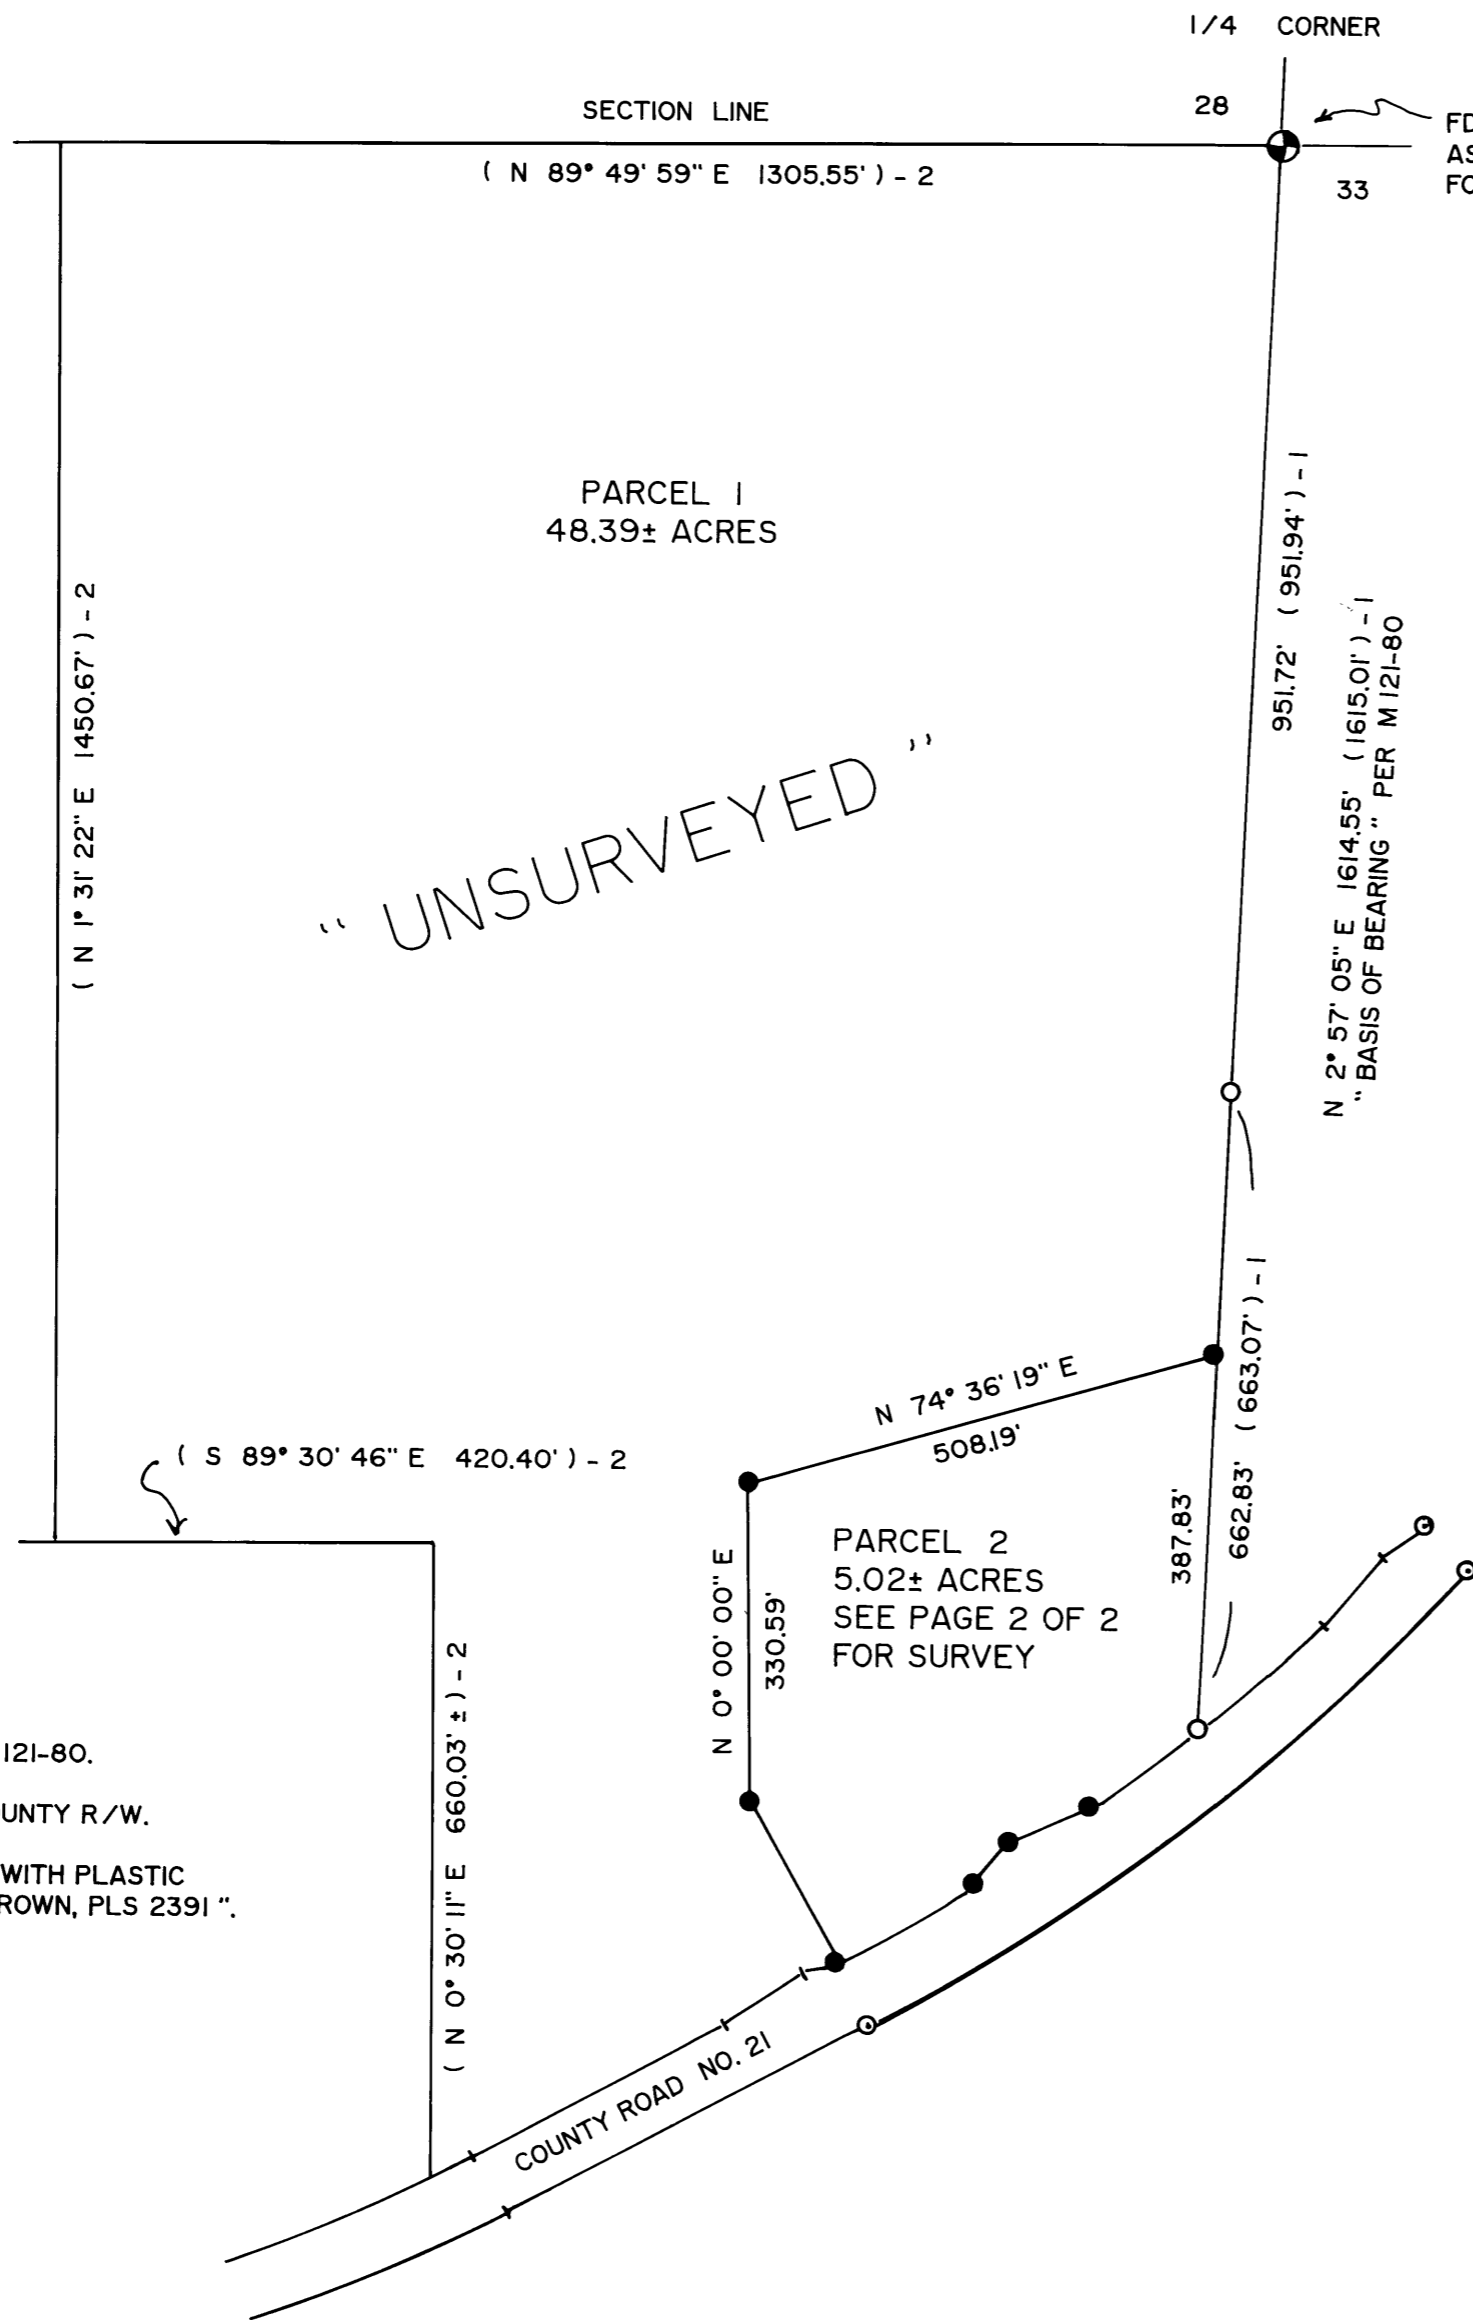 1/4 CORNER
SECTION LINE
28
FD
AS
FO
( N 89° 49' 59" E 1305.55' ) - 2
33
PARCEL 1
48.39± ACRES
951.72' ( 951.94' ) - 1
N 2° 57' 05" E 1614.55' ( 1615.01' ) - 1
" BASIS OF BEARING " PER M 121-80
( N 1° 31' 22" E 1450.67' ) - 2
" UNSURVEYED "
N 74° 36' 19" E
508.19'
( S 89° 30' 46" E 420.40' ) - 2
387.83'
662.83' ( 663.07' ) - 1
N 0° 00' 00" E
330.59'
PARCEL 2
5.02± ACRES
SEE PAGE 2 OF 2
FOR SURVEY
( N 0° 30' 11" E 660.03' ± ) - 2
121-80.
UNTY R/W.
WITH PLASTIC
ROWN, PLS 2391 ".
COUNTY ROAD NO. 21